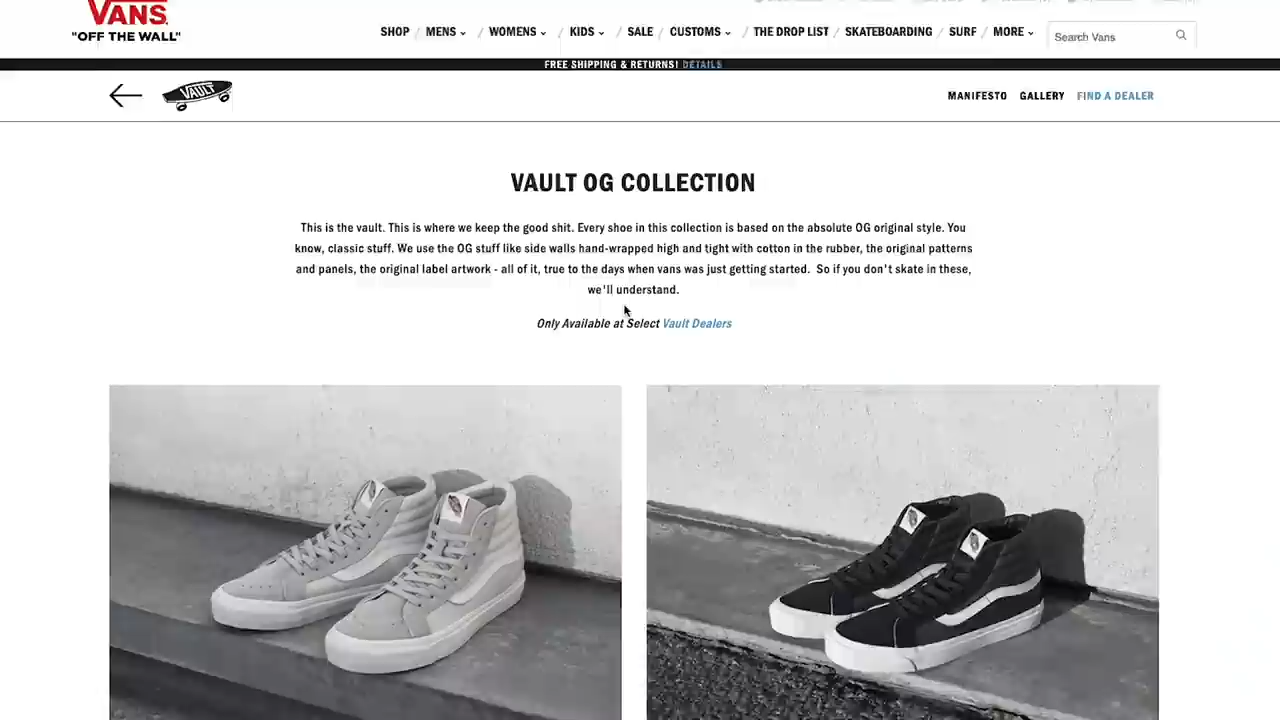 VANS
"OFF THE WALL"
SHOP / MENS / WOMENS / KIDS / SALE / CUSTOMS / THE DROP LIST / SKATEBOARDING / SURF / MORE
Search Vans
FREE SHIPPING & RETURNS! DETAILS
VAULT
MANIFESTO GALLERY FIND A DEALER
VAULT OG COLLECTION
This is the vault. This is where we keep the good shit. Every shoe in this collection is based on the absolute OG original style. You
know, classic stuff. We use the OG stuff like side walls hand-wrapped high and tight with cotton in the rubber, the original patterns
and panels, the original label artwork - all of it, true to the days when vans was just getting started. So if you don't skate in these,
we'll understand.
Only Available at Select Vault Dealers